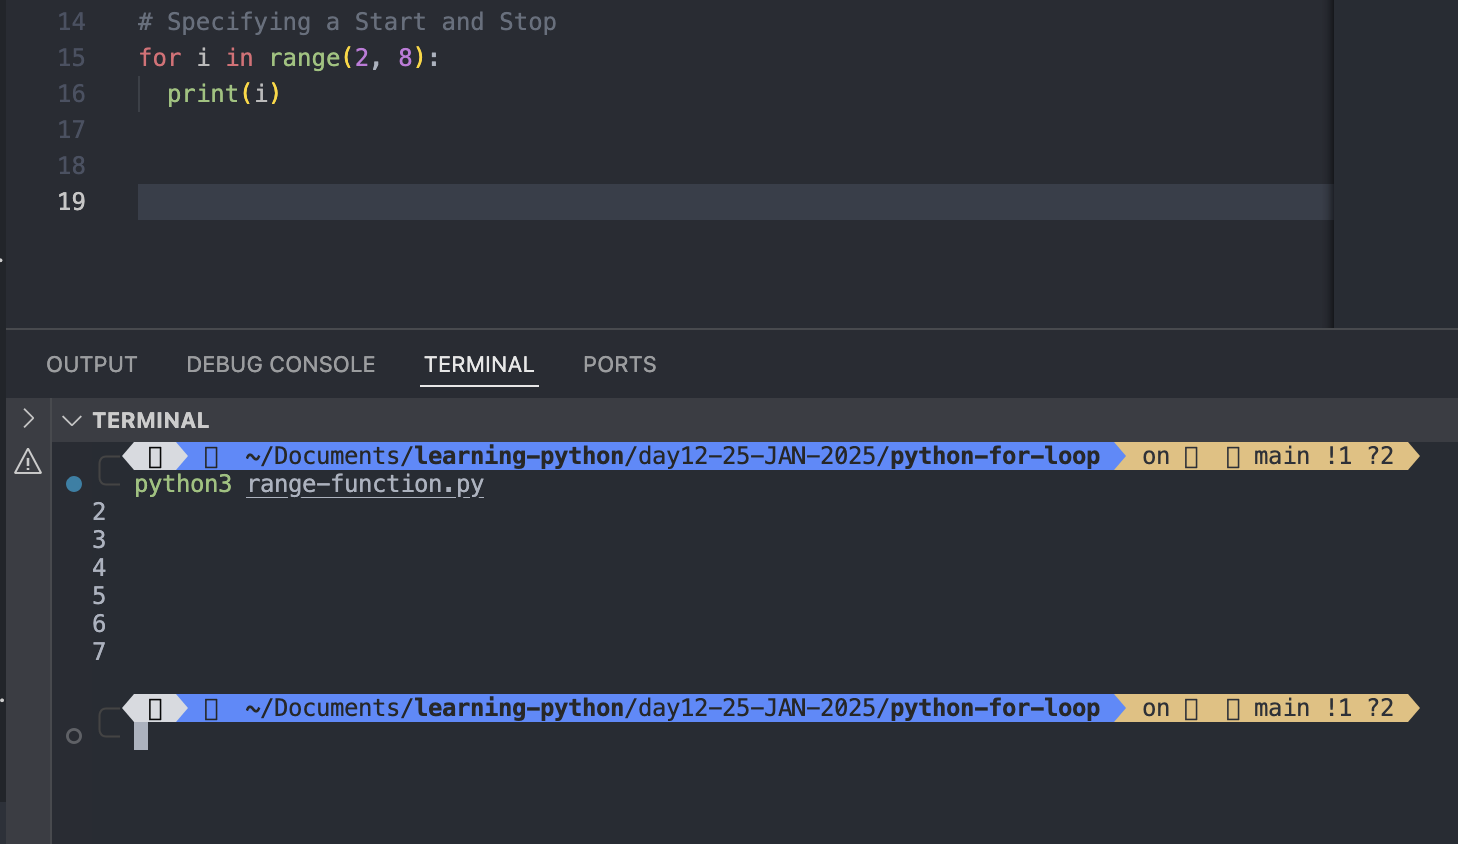 14 # Specifying a Start and Stop
15 for i in range(2, 8):
16 print(i)
17
18
19
OUTPUT DEBUG CONSOLE TERMINAL PORTS
TERMINAL
~/Documents/learning-python/day12-25-JAN-2025/python-for-loop on main !1 ?2
python3 range-function.py
2
3
4
5
6
7
~/Documents/learning-python/day12-25-JAN-2025/python-for-loop on main !1 ?2